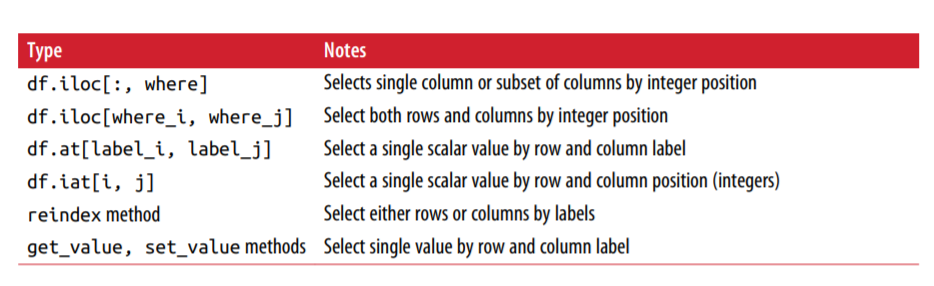 Type Notes
df.iloc[:, where] Selects single column or subset of columns by integer position
df.iloc[where_i, where_j] Select both rows and columns by integer position
df.at[label_i, label_j] Select a single scalar value by row and column label
df.iat[i, j] Select a single scalar value by row and column position (integers)
reindex method Select either rows or columns by labels
get_value, set_value methods Select single value by row and column label